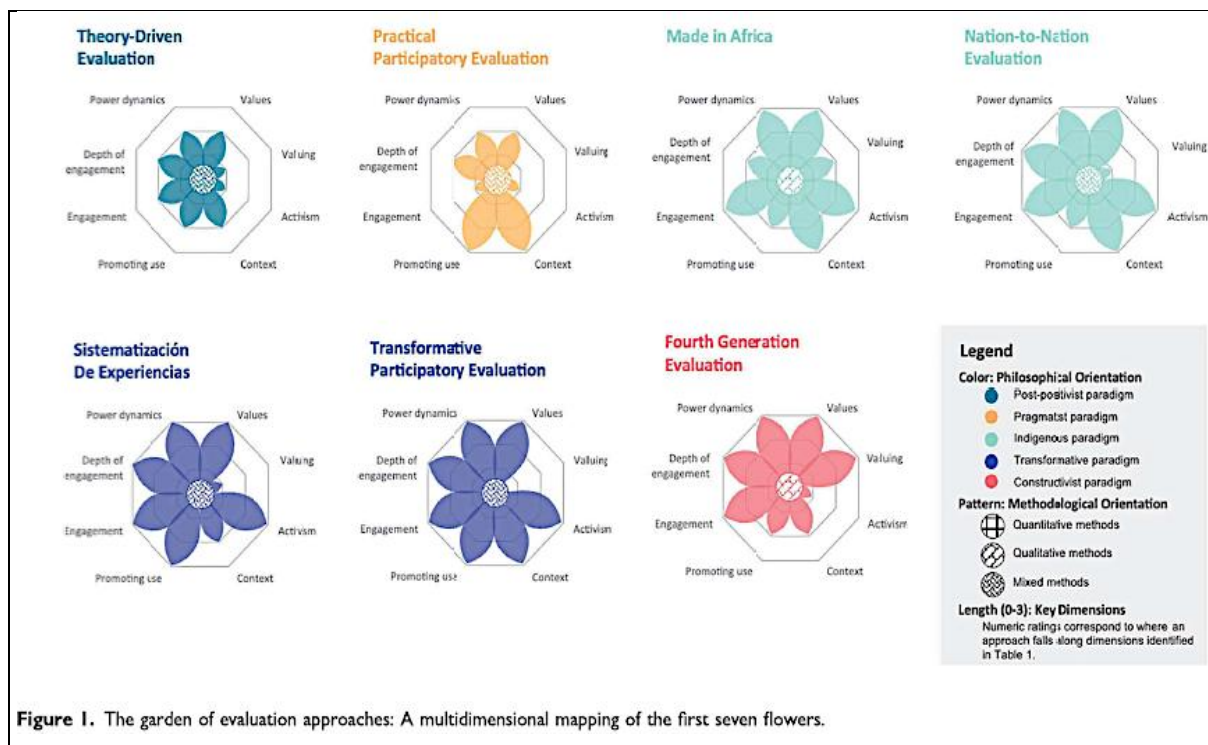 Theory-Driven
Evaluation
Power dynamics
Values
Depth of
engagement
Valuing
Engagement
Activism
Promoting use
Context
Practical
Participatory Evaluation
Power dynamics
Values
Depth of
engagement
Valuing
Engagement
Activism
Promoting use
Context
Made in Africa
Power dynamics
Values
Depth of
engagement
Valuing
Engagement
Activism
Promoting use
Context
Nation-to-Nation
Evaluation
Power dynamics
Values
Depth of
engagement
Valuing
Engagement
Activism
Promoting use
Context
Sistematización
De Experiencias
Power dynamics
Values
Depth of
engagement
Valuing
Engagement
Activism
Promoting use
Context
Transformative
Participatory Evaluation
Power dynamics
Values
Depth of
engagement
Valuing
Engagement
Activism
Promoting use
Context
Fourth Generation
Evaluation
Power dynamics
Values
Depth of
engagement
Valuing
Engagement
Activism
Promoting use
Context
Legend
Color: Philosophical Orientation
Post-positivist paradigm
Pragmatist paradigm
Indigenous paradigm
Transformative paradigm
Constructivist paradigm
Pattern: Methodological Orientation
Quantitative methods
Qualitative methods
Mixed methods
Length (0-3): Key Dimensions
Numeric ratings correspond to where an
approach falls along dimensions identified
in Table 1.
Figure 1. The garden of evaluation approaches: A multidimensional mapping of the first seven flowers.